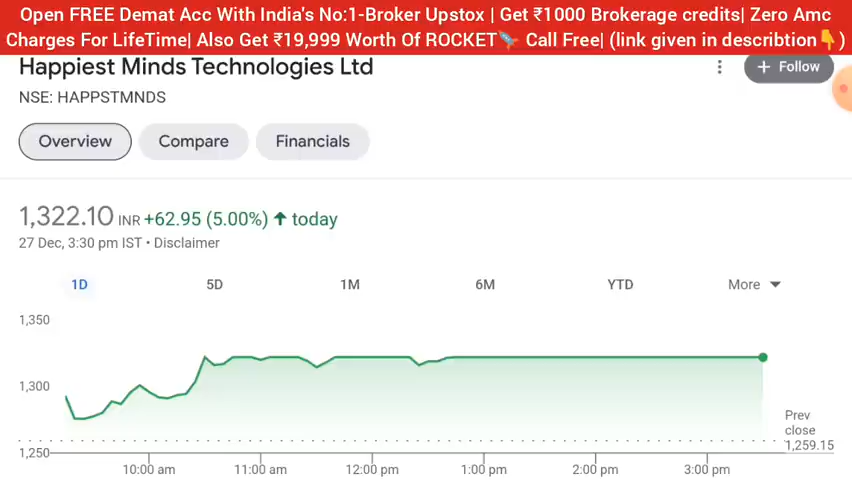 Open FREE Demat Acc With India's No:1-Broker Upstox | Get ₹1000 Brokerage credits| Zero Amc
Charges For LifeTime| Also Get ₹19,999 Worth Of ROCKET🚀 Call Free| (link given in describtion👇)
Happiest Minds Technologies Ltd
+ Follow
NSE: HAPPSTMNDS
Overview Compare Financials
1,322.10 INR +62.95 (5.00%) ↑ today
27 Dec, 3:30 pm IST • Disclaimer
1D 5D 1M 6M YTD More
1,350
1,300
Prev
close
1,259.15
1,250
10:00 am 11:00 am 12:00 pm 1:00 pm 2:00 pm 3:00 pm